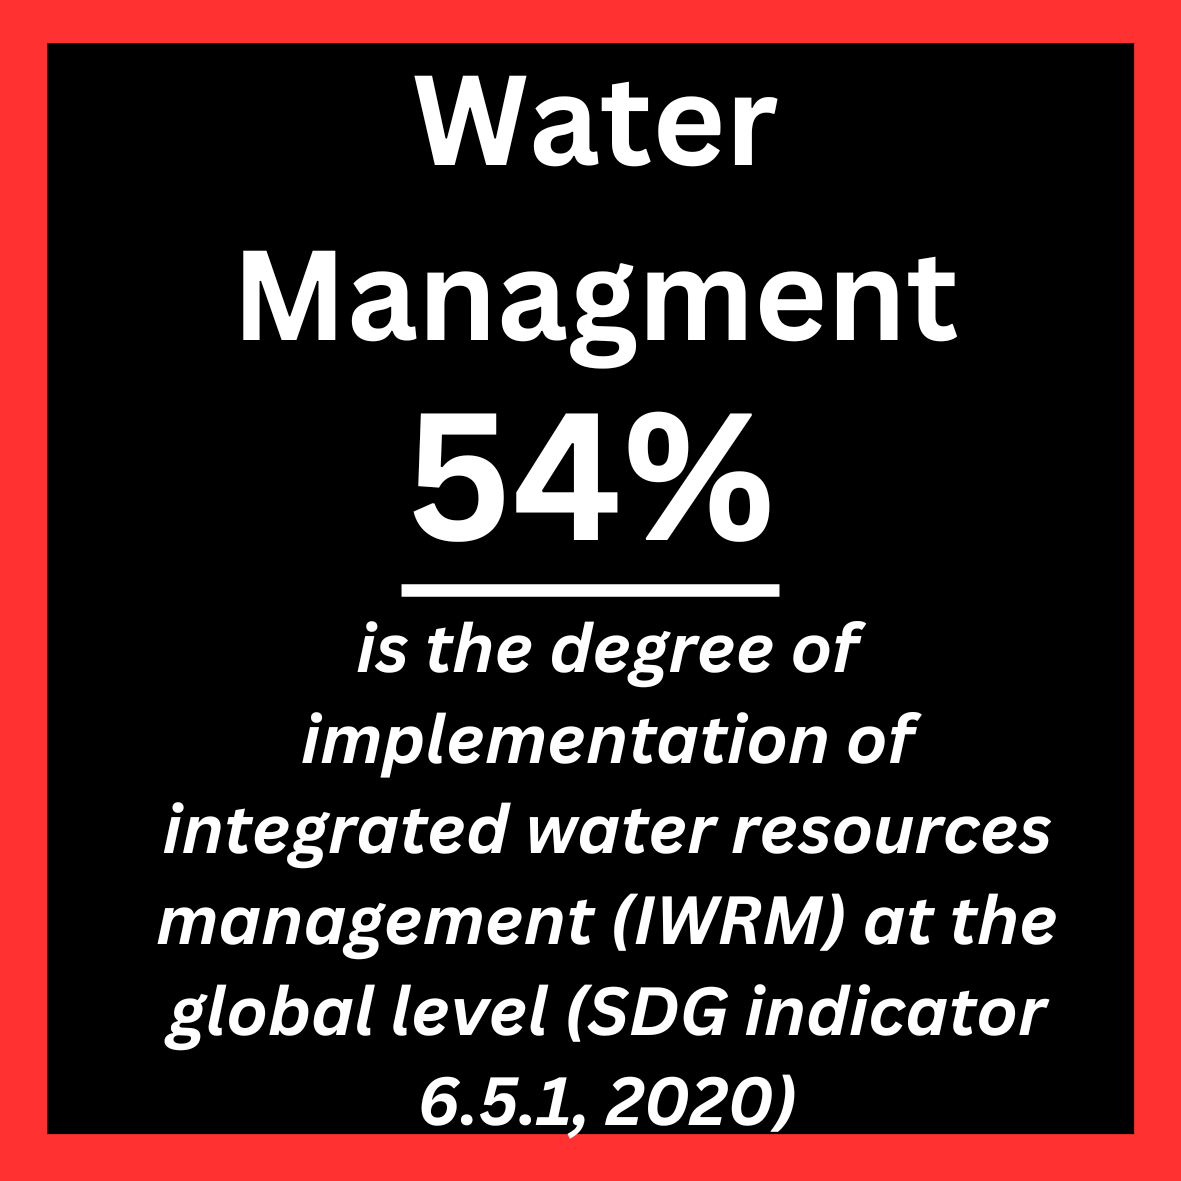 Water
Managment
54%
is the degree of
implementation of
integrated water resources
management (IWRM) at the
global level (SDG indicator
6.5.1, 2020)